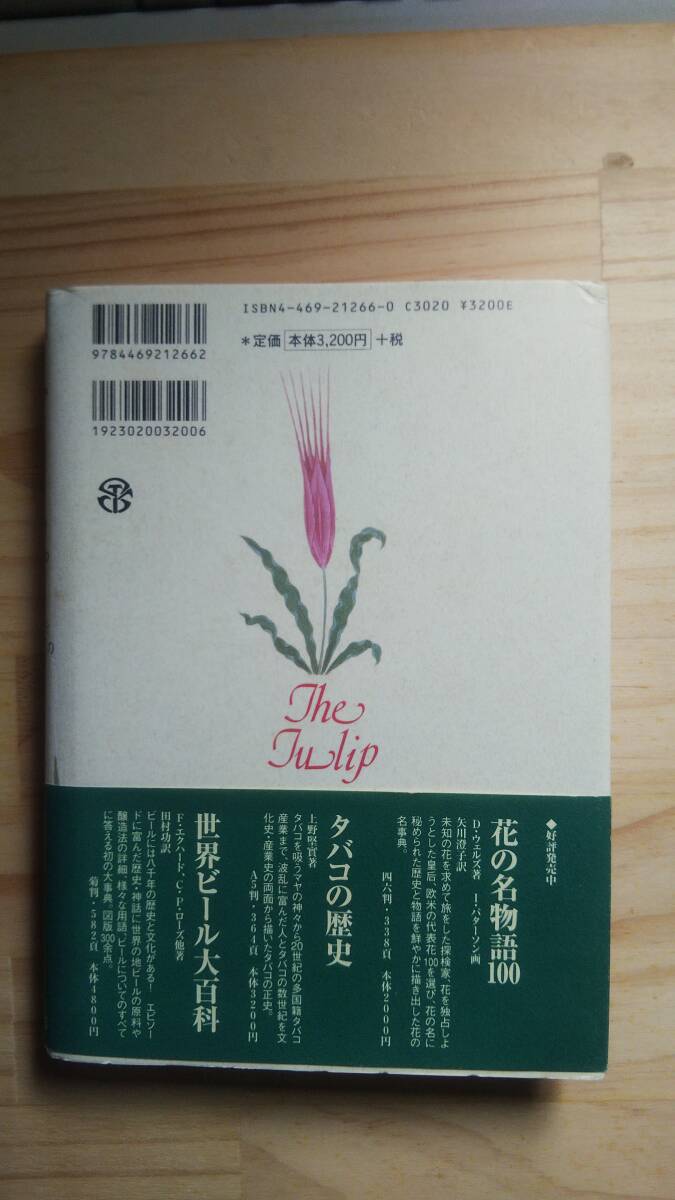 ISBN4-469-21266-0 C3020 ¥3200E
*定価 本体3,200円 +税
9784469212662
1923020032006
の
の
The
Tulip
◆好評発売中
花の名物語100
D・ウェルズ著 I・パターソン画
矢川澄子訳
未知の花を求めて旅をした探検家、花を独占しよ
うとした皇后、欧米の代表花100を選び、花の名に
秘められた歴史と物語を鮮やかに描き出した花の
名事典。
四六判・338頁 本体2000円
タバコの歴史
上野堅實著
タバコを吸うマヤの神々から20世紀の多国籍タバコ
産業まで、波乱に富んだ人とタバコの数世紀を文
化史・産業史の両面から描いたタバコの正史。
A5判・364頁 本体3200円
世界ビール大百科
F・エクハード、C・P・ローズ他著
田村功訳
ビールには八千年の歴史と文化がある! エピソー
ドに富んだ歴史・神話に世界の地ビールの原料や
醸造法の詳細、様々な用語、ビールについてのすべて
に答える初の大事典。図版300余点。
菊判・582頁 本体4800円